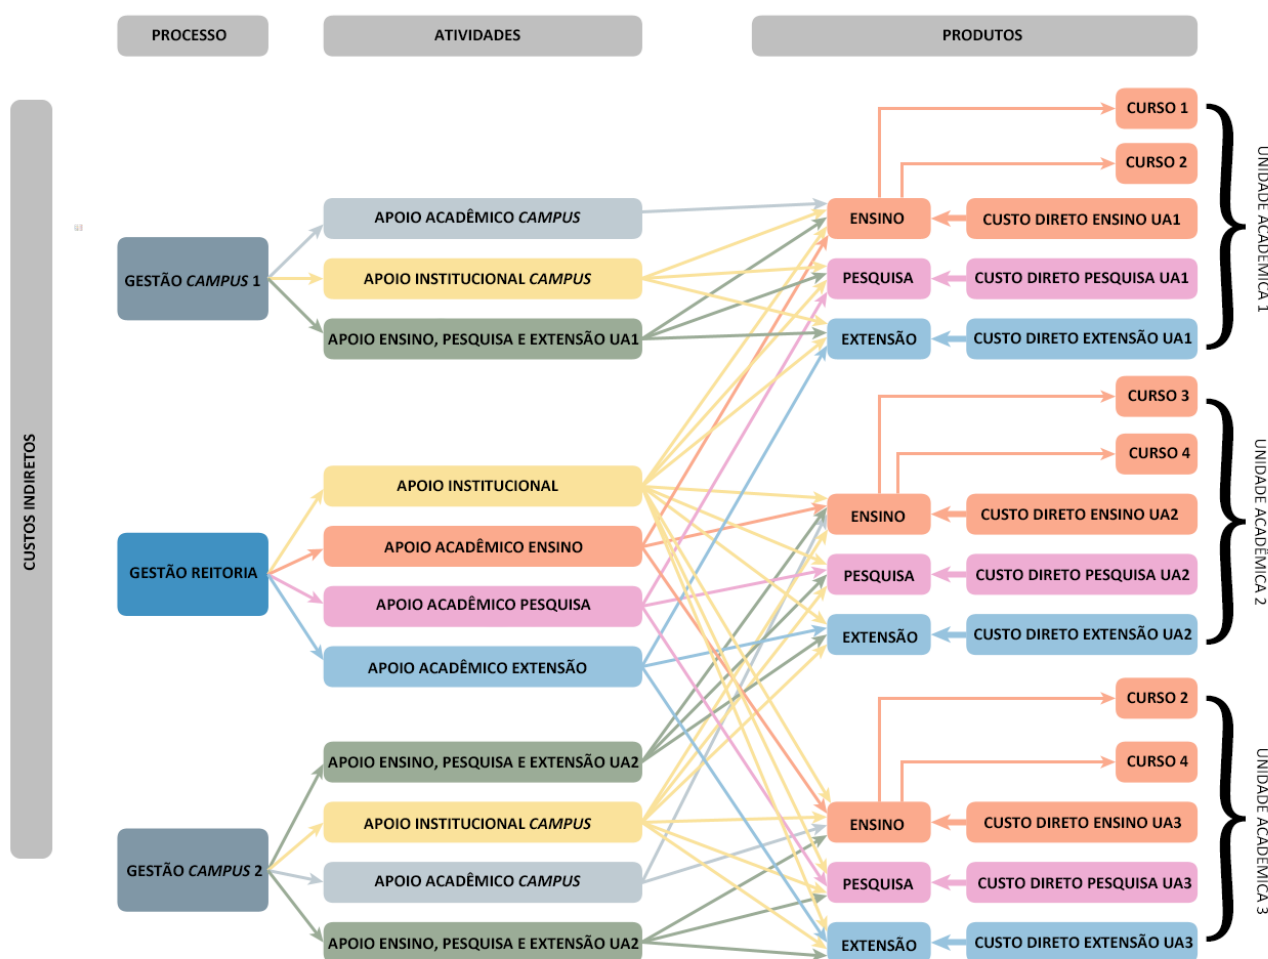 PROCESSO
ATIVIDADES
PRODUTOS
CUSTOS INDIRETOS
GESTÃO CAMPUS 1
APOIO ACADÊMICO CAMPUS
APOIO INSTITUCIONAL CAMPUS
APOIO ENSINO, PESQUISA E EXTENSÃO UA1
GESTÃO REITORIA
APOIO INSTITUCIONAL
APOIO ACADÊMICO ENSINO
APOIO ACADÊMICO PESQUISA
APOIO ACADÊMICO EXTENSÃO
GESTÃO CAMPUS 2
APOIO ENSINO, PESQUISA E EXTENSÃO UA2
APOIO INSTITUCIONAL CAMPUS
APOIO ACADÊMICO CAMPUS
APOIO ENSINO, PESQUISA E EXTENSÃO UA2
CURSO 1
CURSO 2
ENSINO
CUSTO DIRETO ENSINO UA1
PESQUISA
CUSTO DIRETO PESQUISA UA1
EXTENSÃO
CUSTO DIRETO EXTENSÃO UA1
UNIDADE ACADEMICA 1
CURSO 3
CURSO 4
ENSINO
CUSTO DIRETO ENSINO UA2
PESQUISA
CUSTO DIRETO PESQUISA UA2
EXTENSÃO
CUSTO DIRETO EXTENSÃO UA2
UNIDADE ACADÊMICA 2
CURSO 2
CURSO 4
ENSINO
CUSTO DIRETO ENSINO UA3
PESQUISA
CUSTO DIRETO PESQUISA UA3
EXTENSÃO
CUSTO DIRETO EXTENSÃO UA3
UNIDADE ACADEMICA 3